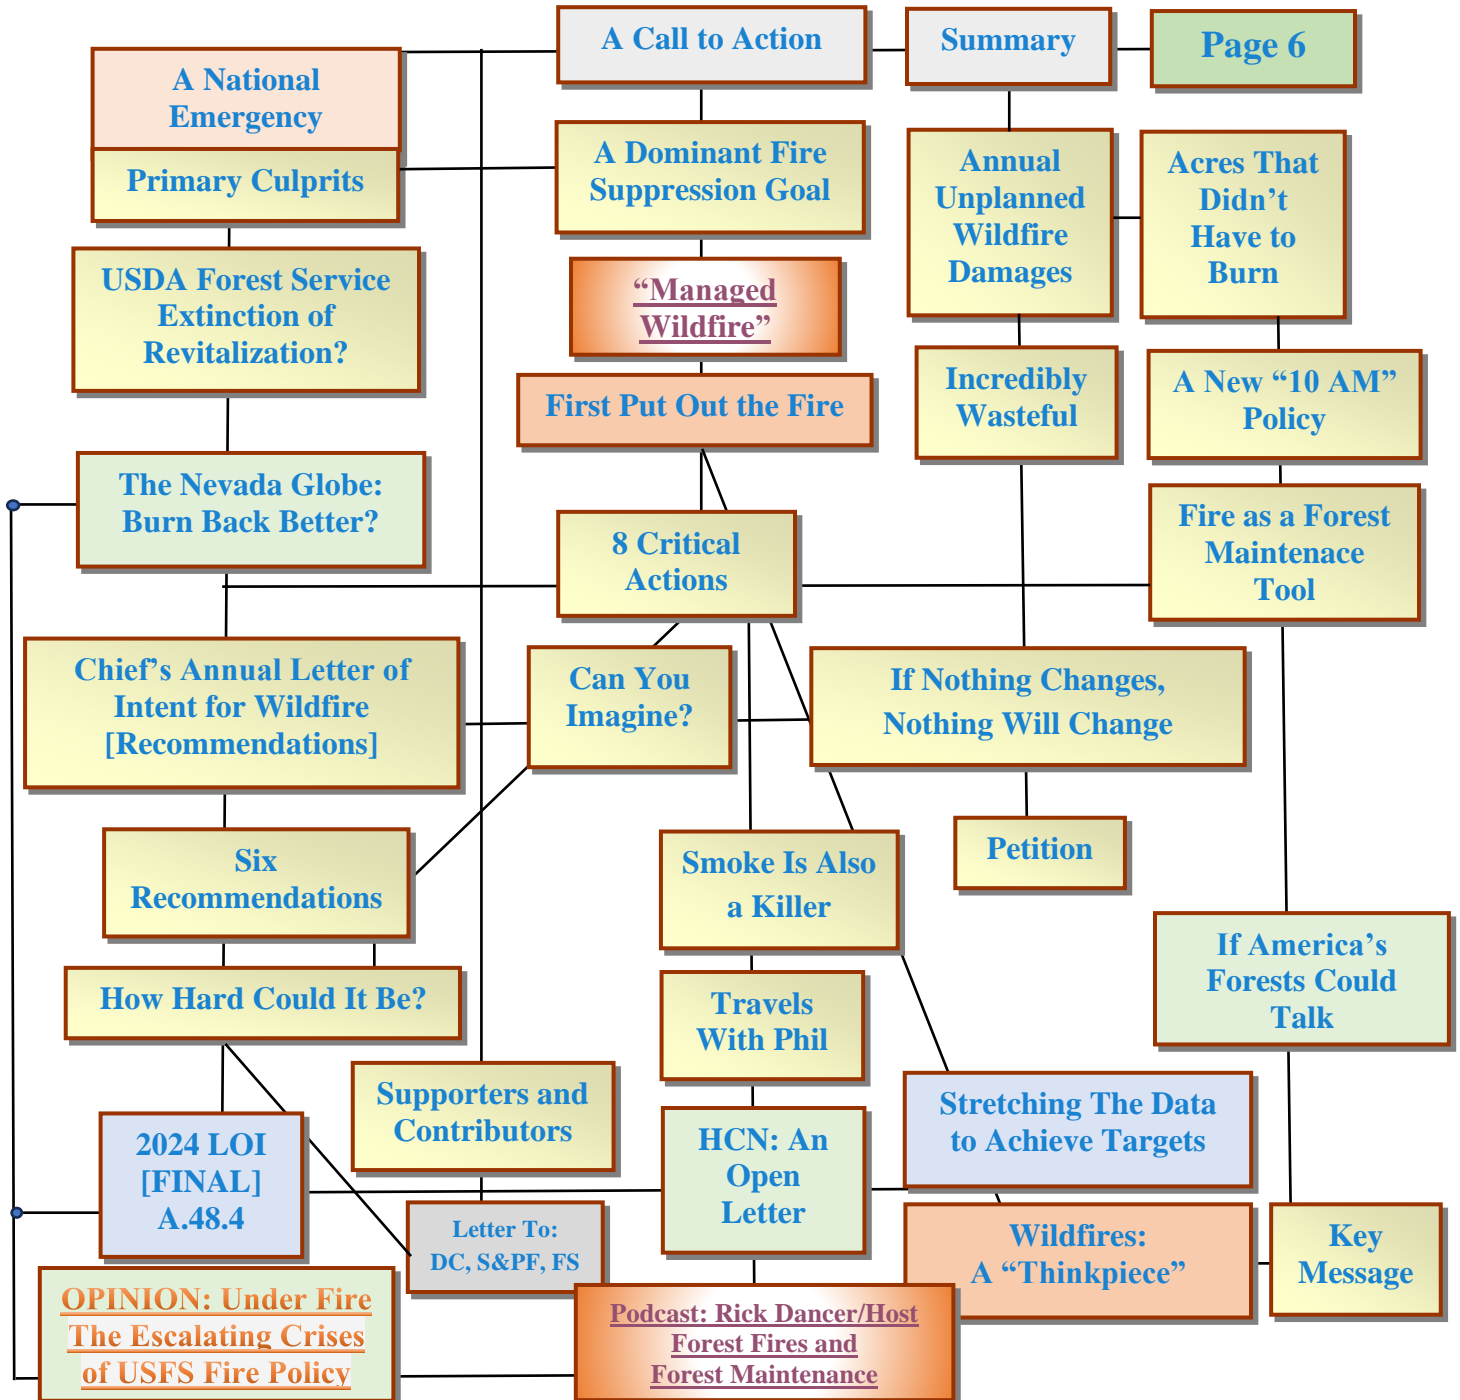 A Call to Action
Summary
Page 6
A National
Emergency
Primary Culprits
A Dominant Fire
Suppression Goal
Annual
Unplanned
Wildfire
Damages
Acres That
Didn’t
Have to
Burn
USDA Forest Service
Extinction of
Revitalization?
“Managed
Wildfire”
First Put Out the Fire
Incredibly
Wasteful
A New “10 AM”
Policy
The Nevada Globe:
Burn Back Better?
8 Critical
Actions
Fire as a Forest
Maintenace
Tool
Chief’s Annual Letter of
Intent for Wildfire
[Recommendations]
Can You
Imagine?
If Nothing Changes,
Nothing Will Change
Six
Recommendations
Smoke Is Also
a Killer
Petition
If America’s
Forests Could
Talk
How Hard Could It Be?
Travels
With Phil
Supporters and
Contributors
Stretching The Data
to Achieve Targets
2024 LOI
[FINAL]
A.48.4
HCN: An
Open
Letter
Letter To:
DC, S&PF, FS
Wildfires:
A “Thinkpiece”
Key
Message
OPINION: Under Fire
The Escalating Crises
of USFS Fire Policy
Podcast: Rick Dancer/Host
Forest Fires and
Forest Maintenance